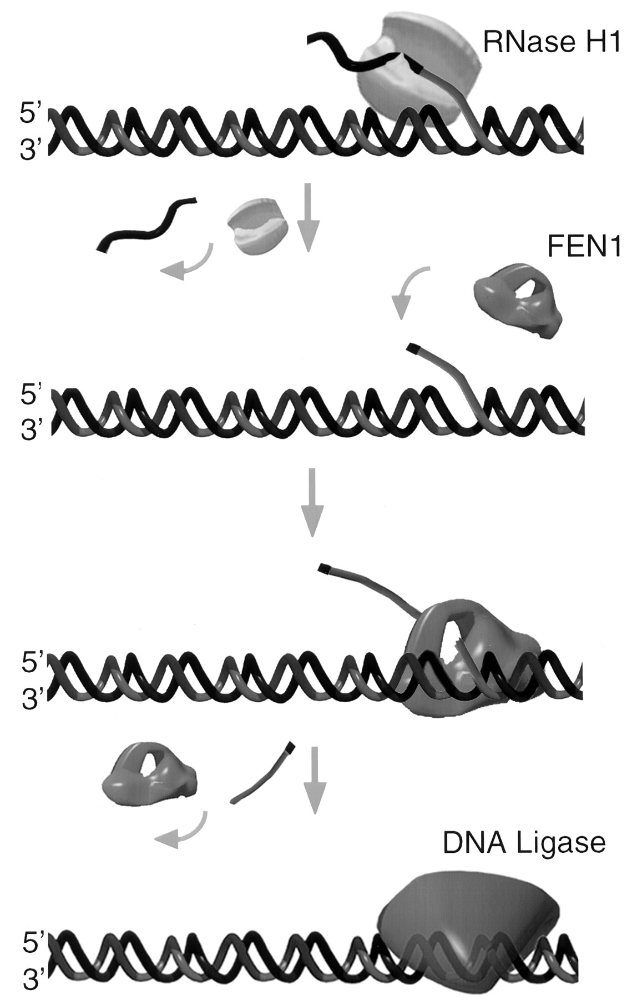 RNase H1
5’
3’
FEN1
5’
3’
5’
3’
DNA Ligase
5’
3’